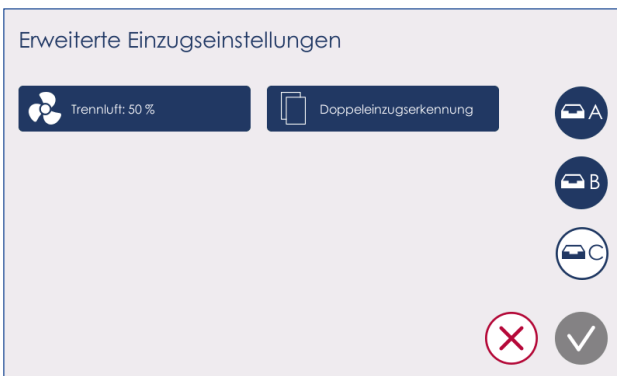 Erweiterte Einzugseinstellungen
Trennluft: 50 %
Doppeleinzugserkennung
A
B
C